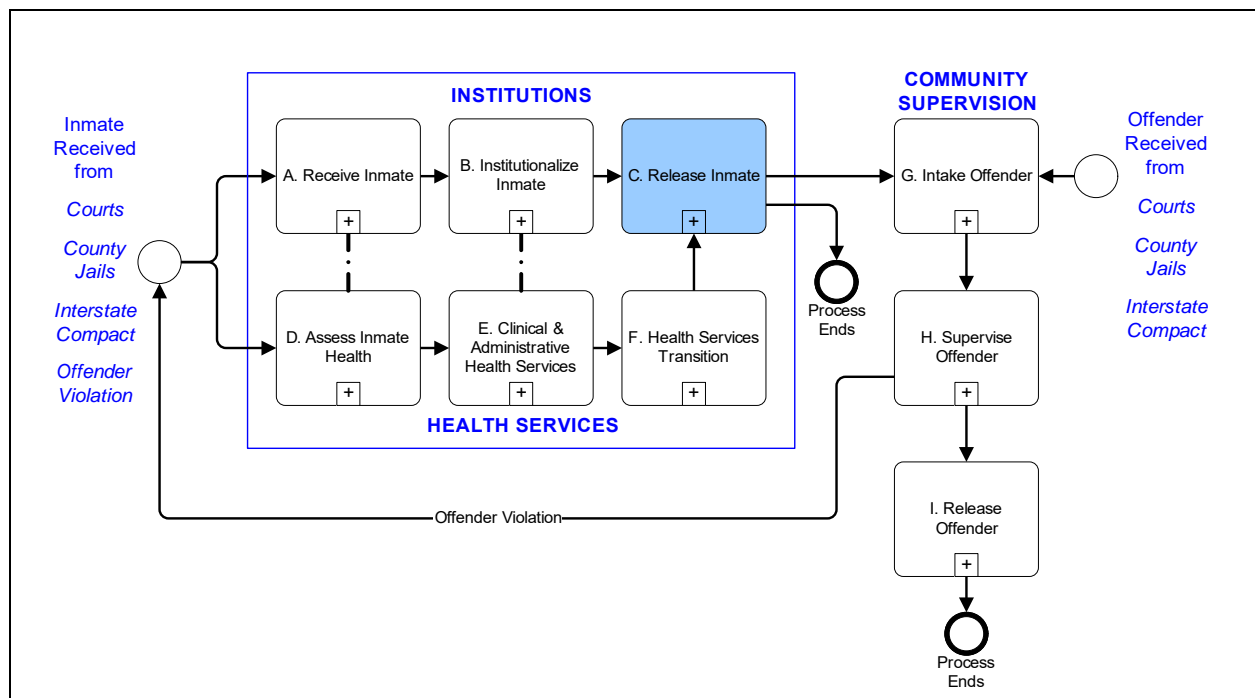 INSTITUTIONS
COMMUNITY
SUPERVISION
Inmate
Received
from
Courts
County
Jails
Interstate
Compact
Offender
Violation
A. Receive Inmate
+
B. Institutionalize
Inmate
+
C. Release Inmate
+
G. Intake Offender
+
Offender
Received
from
Courts
County
Jails
Interstate
Compact
Process
Ends
D. Assess Inmate
Health
+
E. Clinical &
Administrative
Health Services
+
F. Health Services
Transition
+
H. Supervise
Offender
+
HEALTH SERVICES
Offender Violation
I. Release
Offender
+
Process
Ends